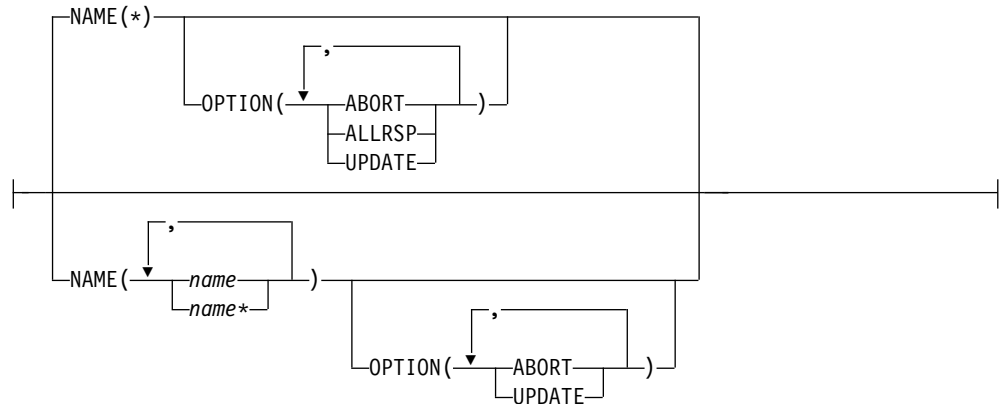 NAME(*)
,
OPTION( ABORT )
ALLRSP
UPDATE
,
NAME( name )
name*
,
OPTION( ABORT )
UPDATE